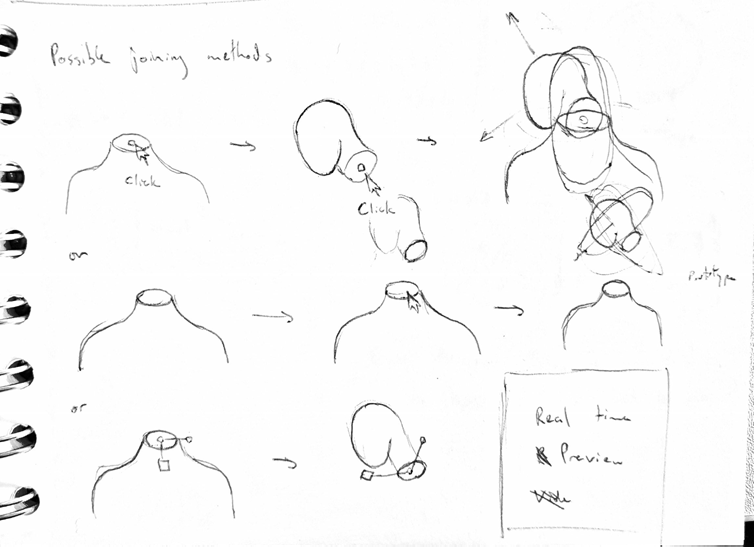 Possible joining methods
Click
Click
or
Prototype
or
Real time
Preview